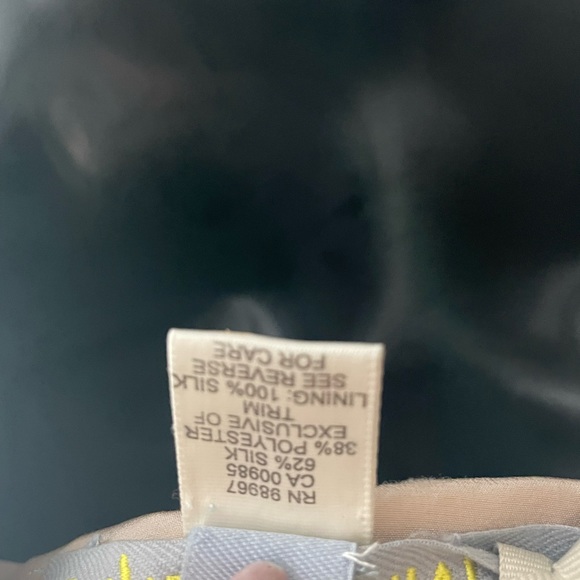 RN 98967
CA 00985
62% SILK
38% POLYESTER
EXCLUSIVE OF
TRIM
LINING: 100% SILK
SEE REVERSE
FOR CARE